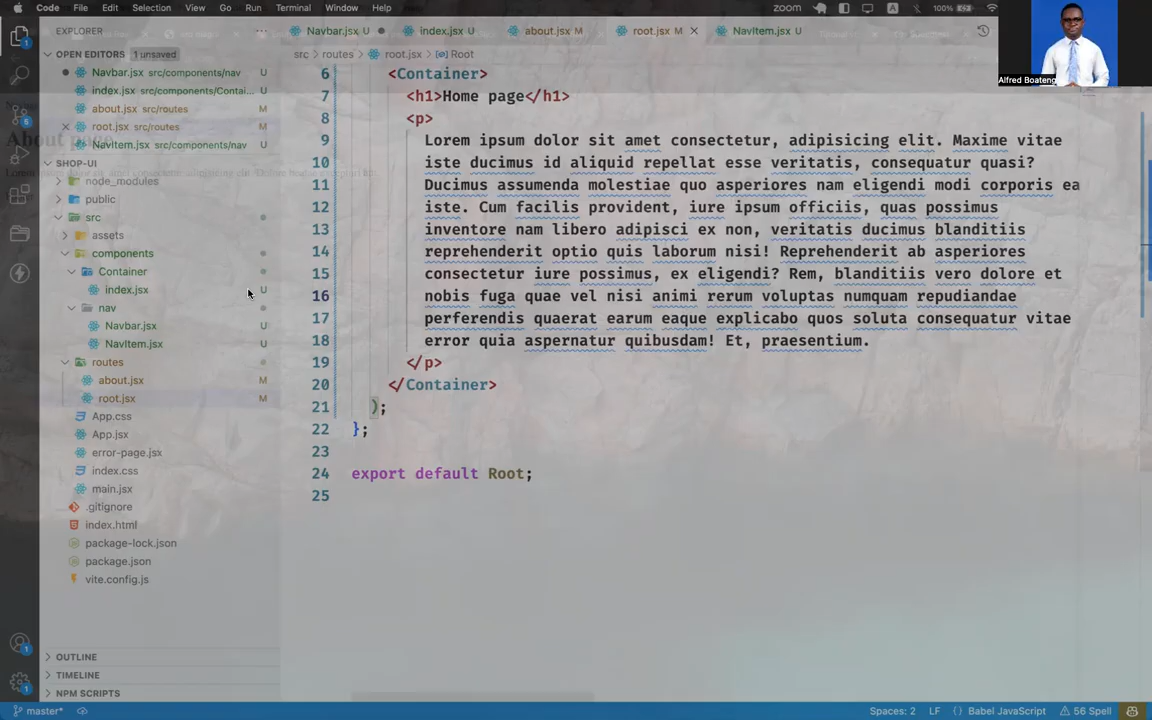 Code File Edit Selection View Go Run Terminal Window Help
zoom
A
100%
EXPLORER
Navbar.jsx U
index.jsx U
about.jsx M
root.jsx M
NavItem.jsx U
OPEN EDITORS 1 unsaved
src > routes > root.jsx > Root
Navbar.jsx src/components/nav U
index.jsx src/components/Contai... U
about.jsx src/routes M
root.jsx src/routes M
NavItem.jsx src/components/nav U
About page
SHOP-UI
node_modules
public
src
assets
components
Container
index.jsx U
nav
Navbar.jsx U
NavItem.jsx U
routes
about.jsx M
root.jsx M
App.css
App.jsx
error-page.jsx
index.css
main.jsx
.gitignore
index.html
package-lock.json
package.json
vite.config.js
OUTLINE
TIMELINE
NPM SCRIPTS
6 <Container>
7 <h1>Home page</h1>
8 <p>
9 Lorem ipsum dolor sit amet consectetur, adipisicing elit. Maxime vitae
10 iste ducimus id aliquid repellat esse veritatis, consequatur quasi?
11 Ducimus assumenda molestiae quo asperiores nam eligendi modi corporis ea
12 iste. Cum facilis provident, iure ipsum officiis, quas possimus
13 inventore nam libero adipisci ex non, veritatis ducimus blanditiis
14 reprehenderit optio quis laborum nisi! Reprehenderit ab asperiores
15 consectetur iure possimus, ex eligendi? Rem, blanditiis vero dolore et
16 nobis fuga quae vel nisi animi rerum voluptas numquam repudiandae
17 perferendis quaerat earum eaque explicabo quos soluta consequatur vitae
18 error quia aspernatur quibusdam! Et, praesentium.
19 </p>
20 </Container>
21 );
22 };
23
24 export default Root;
25
Alfred Boateng
1
5
1
1
master*
Spaces: 2 LF {} Babel JavaScript 56 Spell